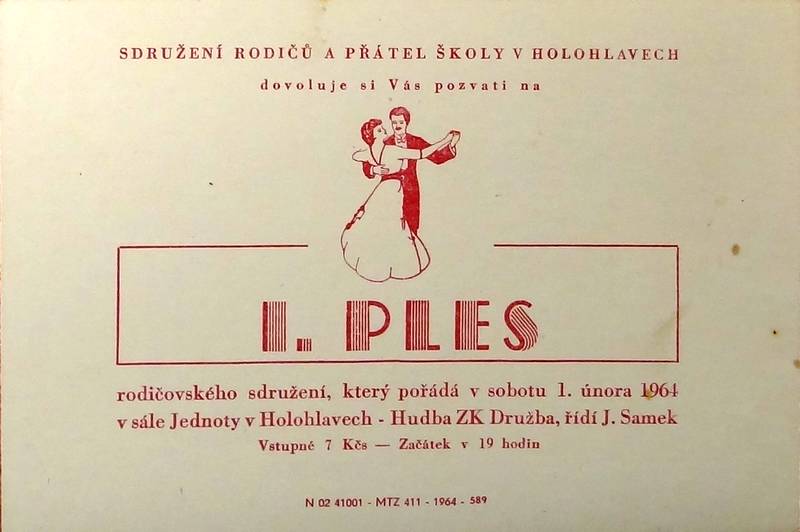 SDRUŽENÍ RODIČŮ A PŘÁTEL ŠKOLY V HOLOHLAVECH
dovoluje si Vás pozvati na
I. PLES
rodičovského sdružení, který pořádá v sobotu 1. února 1964
v sále Jednoty v Holohlavech - Hudba ZK Družba, řídí J. Samek
Vstupné 7 Kčs — Začátek v 19 hodin
N 02 41001 - MTZ 411 - 1964 - 589